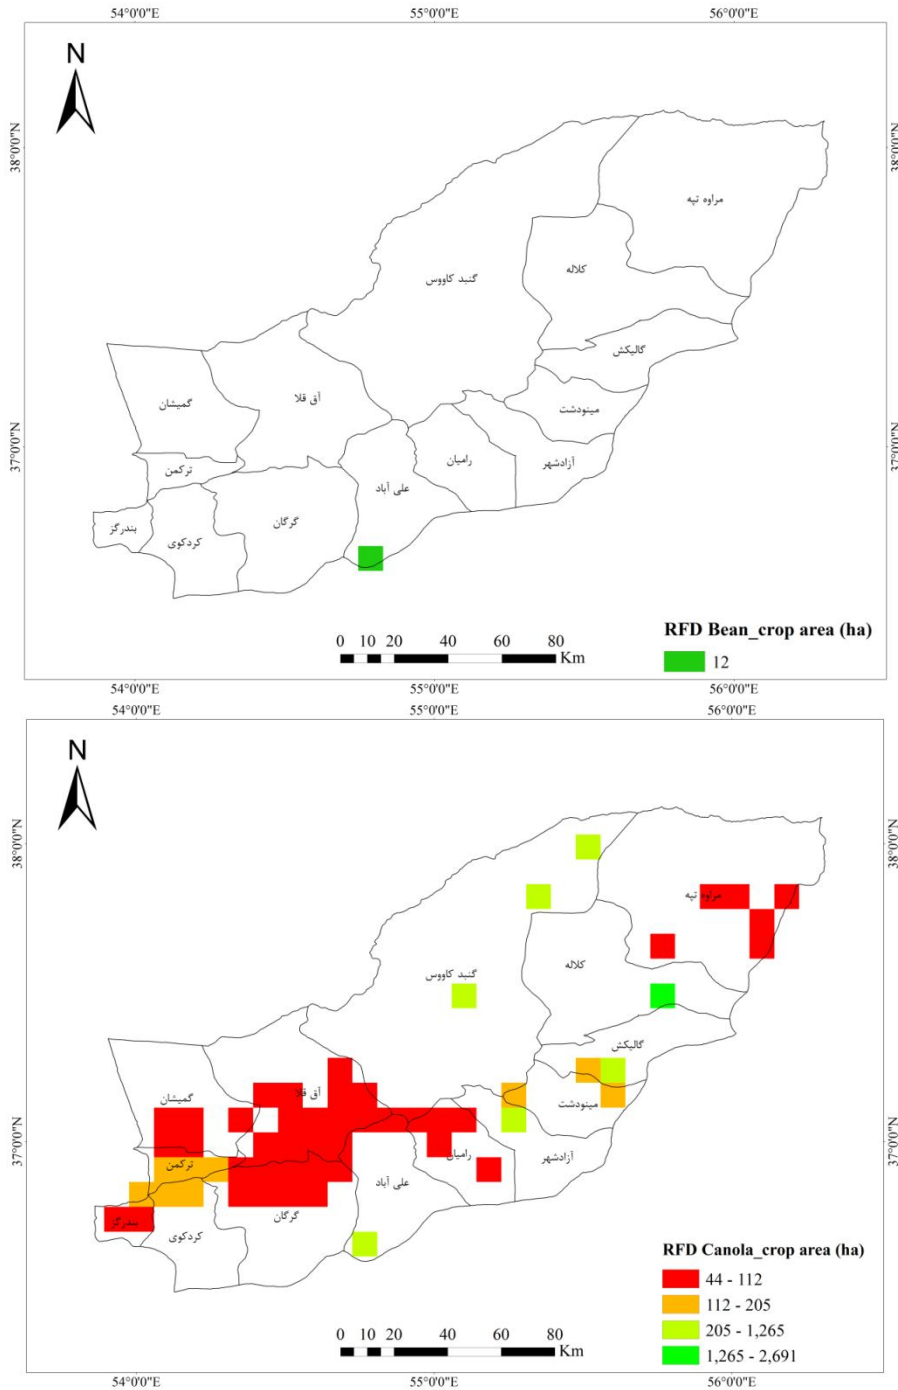 54°0'0"E 55°0'0"E 56°0'0"E
N
38°0'0"N 38°0'0"N
مراوه تپه
کلاله
گنبد کاووس
گالیکش
آق قلا
گمیشان
مینودشت
37°0'0"N 37°0'0"N
رامیان
آزادشهر
ترکمن
علی آباد
گرگان
بندرگز
کردکوی
RFD Bean_crop area (ha)
0 10 20 40 60 80
Km
12
54°0'0"E 55°0'0"E 56°0'0"E
N
38°0'0"N 38°0'0"N
مراوه تپه
کلاله
گنبد کاووس
گالیکش
آق قلا
گمیشان
مینودشت
37°0'0"N 37°0'0"N
رامیان
آزادشهر
ترکمن
علی آباد
گرگان
بندرگز
کردکوی
RFD Canola_crop area (ha)
44 - 112
112 - 205
205 - 1,265
1,265 - 2,691
0 10 20 40 60 80
Km
54°0'0"E 55°0'0"E 56°0'0"E